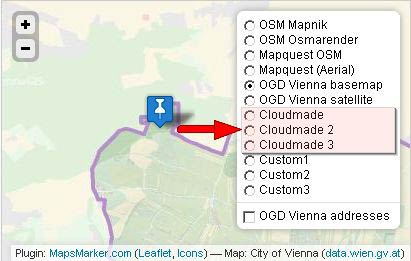 +
−
OSM Mapnik
OSM Osmarender
Mapquest OSM
Mapquest (Aerial)
OGD Vienna basemap
OGD Vienna satellite
Cloudmade
Cloudmade 2
Cloudmade 3
Custom1
Custom2
Custom3
OGD Vienna addresses
Plugin: MapsMarker.com (Leaflet, Icons) — Map: City of Vienna (data.wien.gv.at)